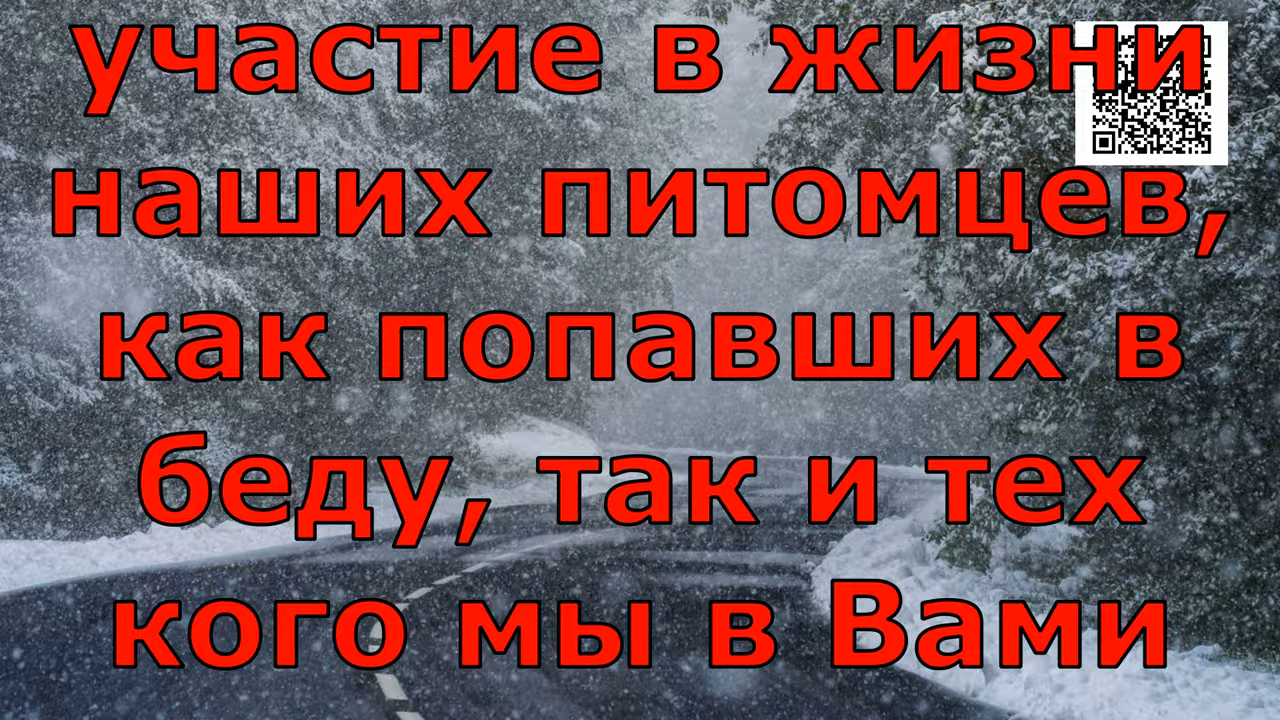 участие в жизни
наших питомцев,
как попавших в
беду, так и тех
кого мы в Вами